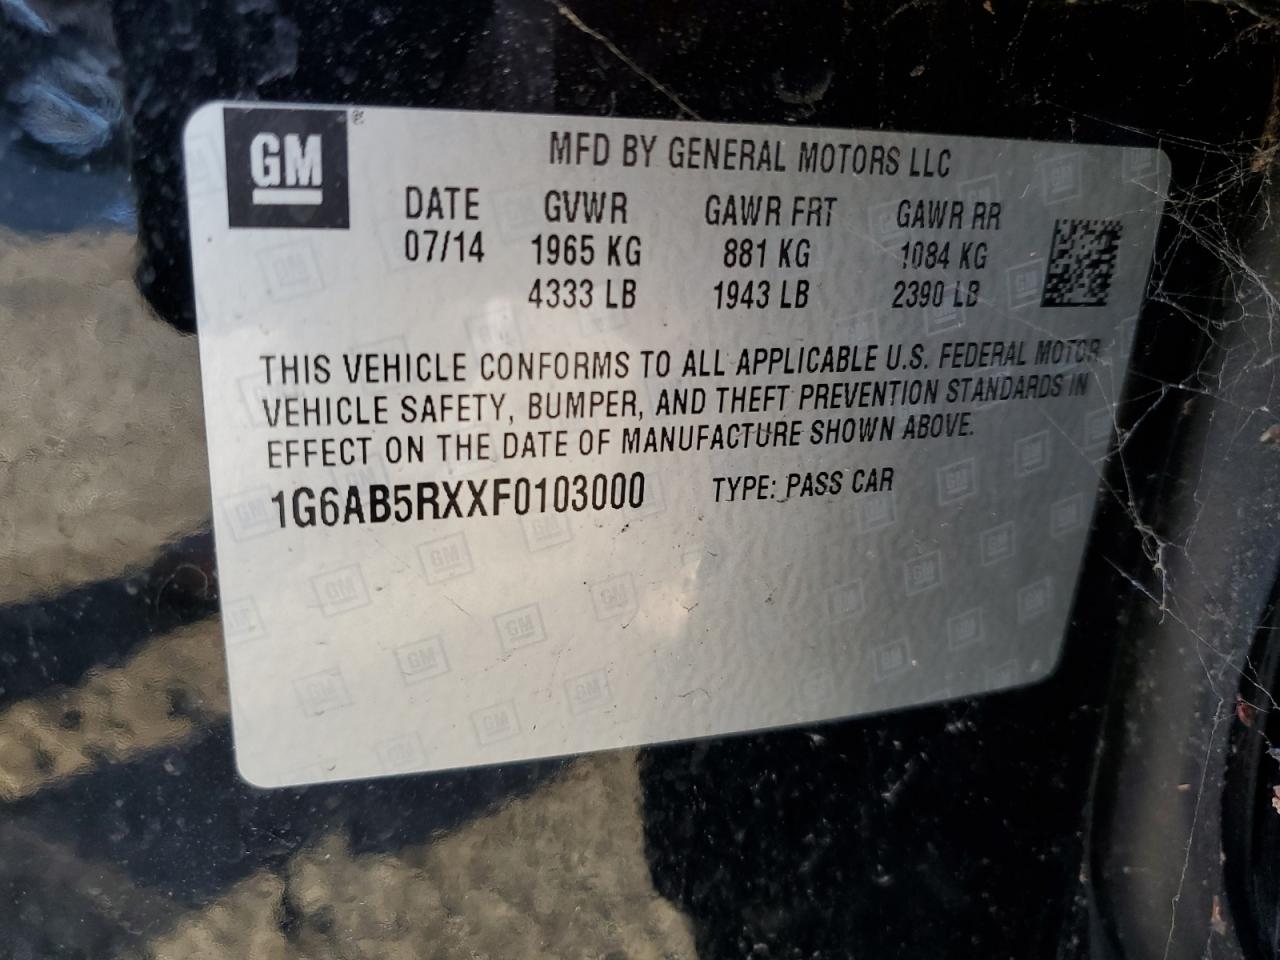 GM
MFD BY GENERAL MOTORS LLC
DATE GVWR GAWR FRT GAWR RR
07/14 1965 KG 881 KG 1084 KG
4333 LB 1943 LB 2390 LB
THIS VEHICLE CONFORMS TO ALL APPLICABLE U.S. FEDERAL MOTOR
VEHICLE SAFETY, BUMPER, AND THEFT PREVENTION STANDARDS IN
EFFECT ON THE DATE OF MANUFACTURE SHOWN ABOVE.
1G6AB5RXXF0103000 TYPE: PASS CAR